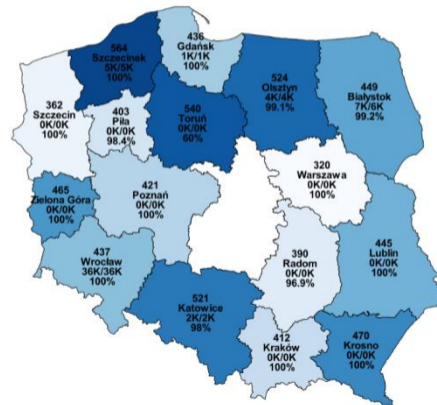 436
Gdańsk
1K/1K
100%
564
Szczecinek
5K/5K
100%
524
Olsztyn
4K/4K
99.1%
449
Białystok
7K/6K
99.2%
362
Szczecin
0K/0K
100%
403
Piła
0K/0K
98.4%
540
Toruń
0K/0K
60%
320
Warszawa
0K/0K
100%
465
Zielona Góra
0K/0K
100%
421
Poznań
0K/0K
100%
437
Wrocław
36K/36K
100%
390
Radom
0K/0K
96.9%
445
Lublin
0K/0K
100%
521
Katowice
2K/2K
98%
412
Kraków
0K/0K
100%
470
Krosno
0K/0K
100%